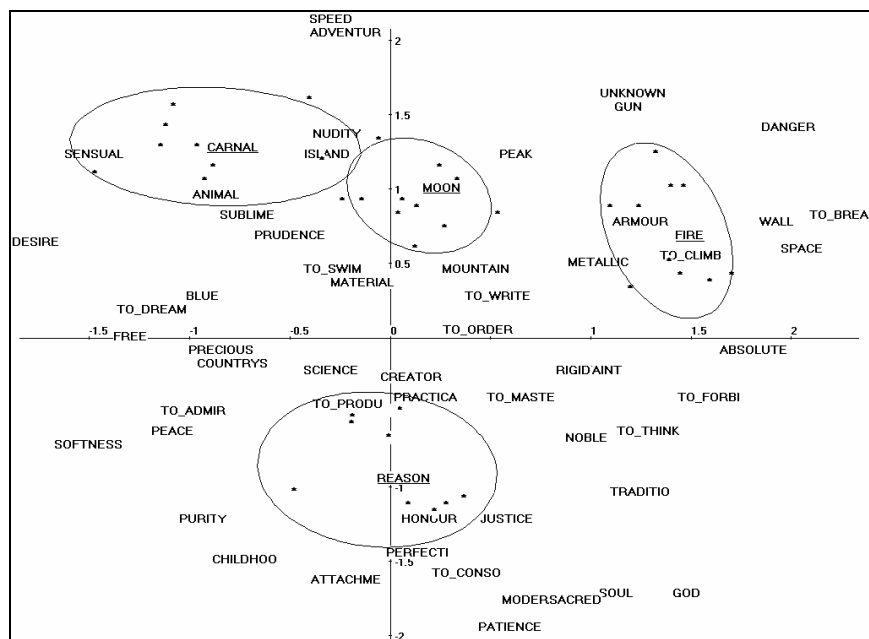 SPEED
ADVENTUR
2
UNKNOWN
1.5
GUN
NUDITY
DANGER
CARNAL
SENSUAL
ISLAND
PEAK
MOON
ANIMAL
1
SUBLIME
ARMOUR
WALL
TO_BREA
PRUDENCE
FIRE
DESIRE
SPACE
TO_CLIMB
METALLIC
0.5
TO_SWIM
MOUNTAIN
MATERIAL
BLUE
TO_WRITE
TO_DREAM
-1.5 -1 -0.5 0 TO_ORDER 1 1.5 2
FREE
PRECIOUS
ABSOLUTE
COUNTRYS
SCIENCE
CREATOR
RIGIDAINT
TO_PRODU
PRACTICA
TO_MASTE
TO_FORBI
TO_ADMIR
PEACE
TO_THINK
SOFTNESS
NOBLE
REASON
-1
TRADITIO
PURITY
HONOUR
JUSTICE
PERFECTI
CHILDHOO
-1.5
ATTACHME
TO_CONSO
MODERSACRED
SOUL
GOD
PATIENCE
-2